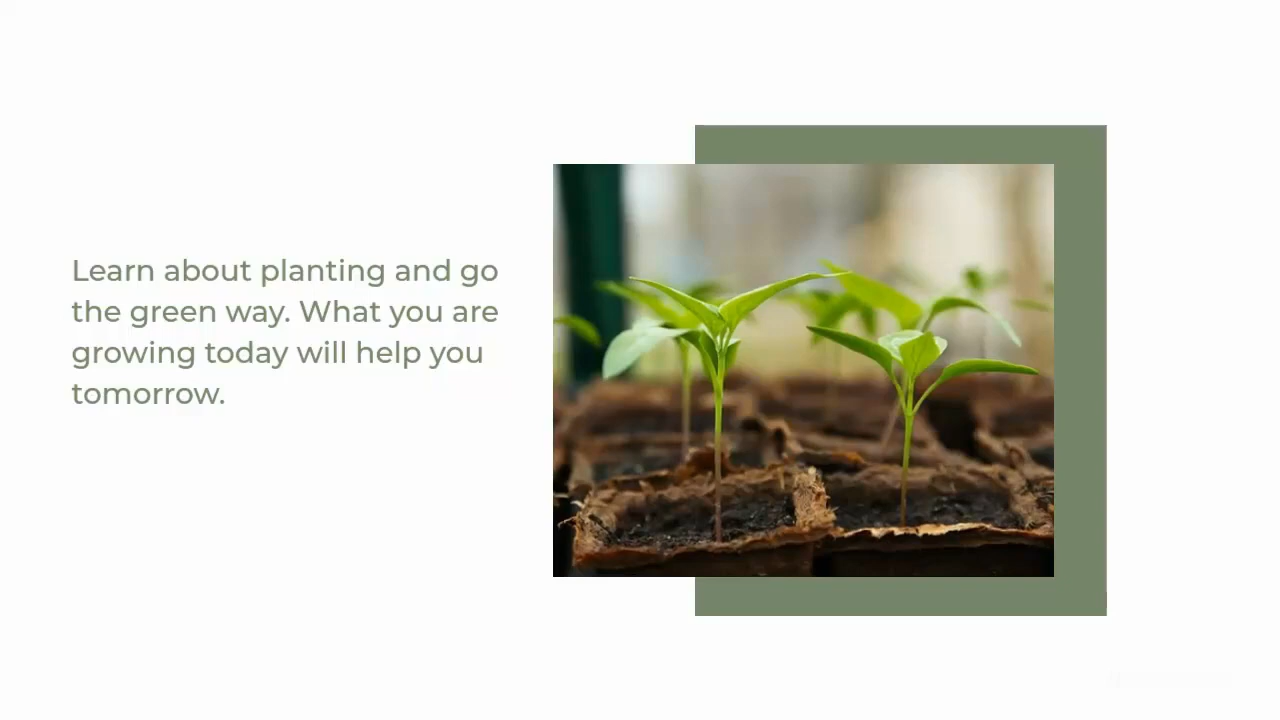 Learn about planting and go
the green way. What you are
growing today will help you
tomorrow.